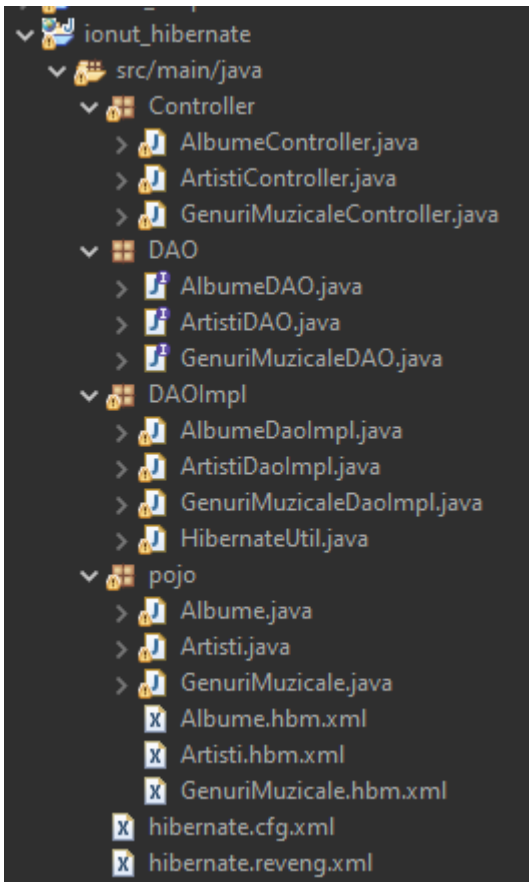 ionut_hibernate
src/main/java
Controller
AlbumeController.java
ArtistiController.java
GenuriMuzicaleController.java
DAO
AlbumeDAO.java
ArtistiDAO.java
GenuriMuzicaleDAO.java
DAOImpl
AlbumeDaoImpl.java
ArtistiDaoImpl.java
GenuriMuzicaleDaoImpl.java
HibernateUtil.java
pojo
Albume.java
Artisti.java
GenuriMuzicale.java
Albume.hbm.xml
Artisti.hbm.xml
GenuriMuzicale.hbm.xml
hibernate.cfg.xml
hibernate.reveng.xml